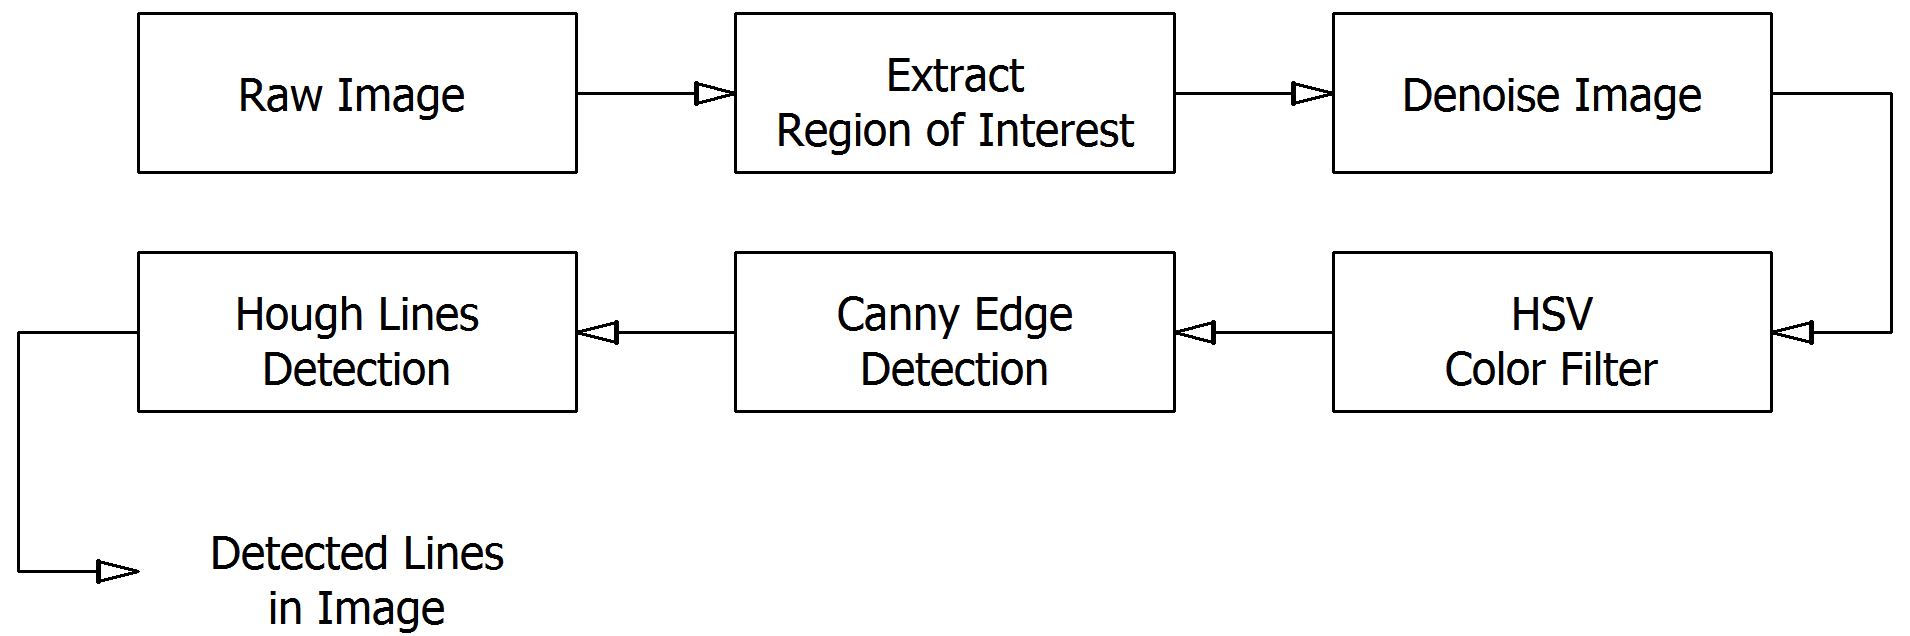 Raw Image
Extract
Region of Interest
Denoise Image
HSV
Color Filter
Canny Edge
Detection
Hough Lines
Detection
Detected Lines
in Image